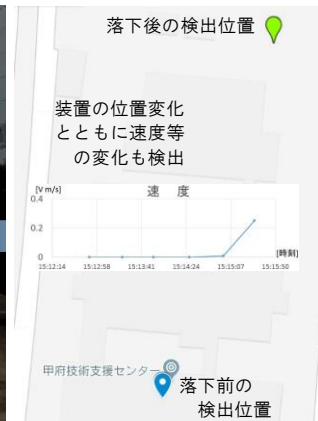 落下後の検出位置
装置の位置変化
とともに速度等
の変化も検出
[V m/s]
速 度
0.4
0.2
0
[時刻]
15:12:14 15:12:58 15:13:41 15:14:24 15:15:07 15:15:50
甲府技術支援センター
落下前の
検出位置